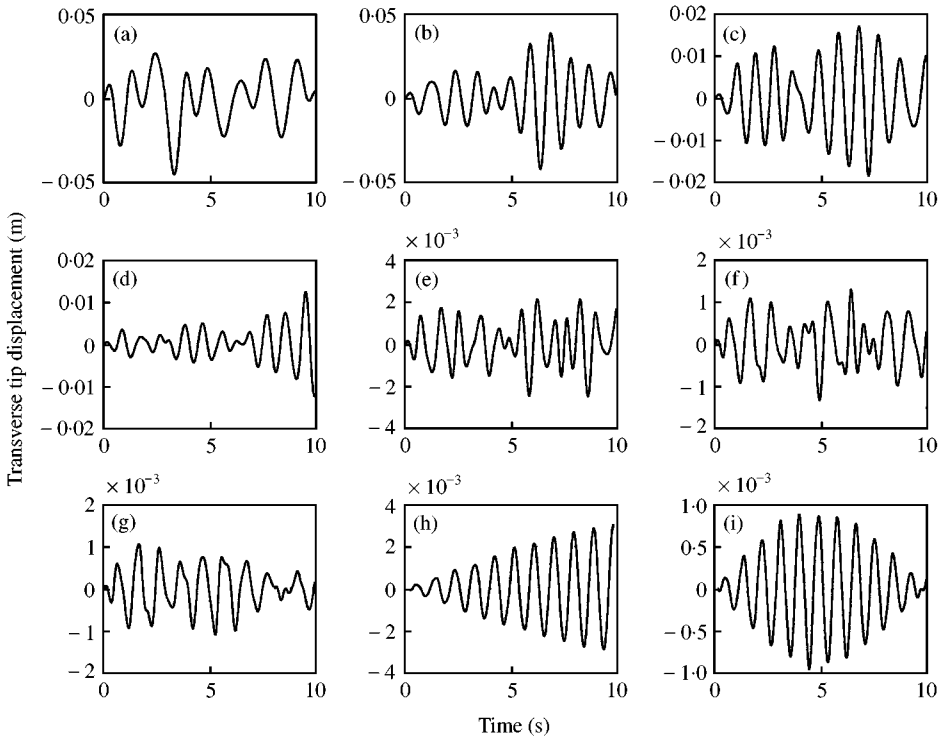 0·05 0·05 0·02
(a) (b) (c)
0·01
0 0 0
− 0·01
− 0·05 − 0·05 − 0·02
0 5 10 0 5 10 0 5 10
× 10⁻³ × 10⁻³
0·02 4 2
(d) (e) (f)
0·01 2 1
0 0 0
− 0·01 − 2 − 1
− 0·02 − 4 − 2
0 5 10 0 5 10 0 5 10
× 10⁻³ × 10⁻³ × 10⁻³
2 4 1·0
(g) (h) (i)
1 2 0·5
0 0 0
− 1 − 2 − 0·5
− 2 − 4 − 1·0
0 5 10 0 5 10 0 5 10
Transverse tip displacement (m)
Time (s)